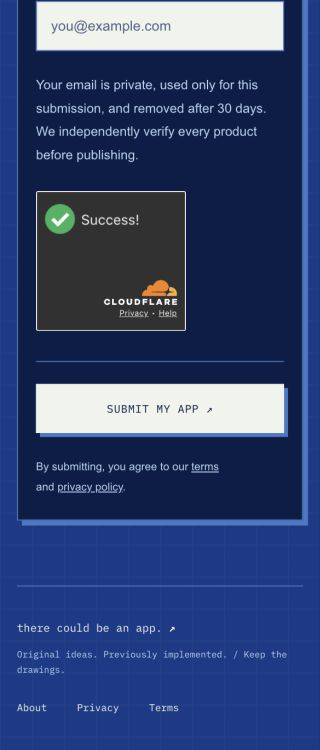 you@example.com
Your email is private, used only for this
submission, and removed after 30 days.
We independently verify every product
before publishing.
Success!
CLOUDFLARE
Privacy • Help
SUBMIT MY APP ↗
By submitting, you agree to our terms
and privacy policy.
there could be an app. ↗
Original ideas. Previously implemented. / Keep the
drawings.
About Privacy Terms